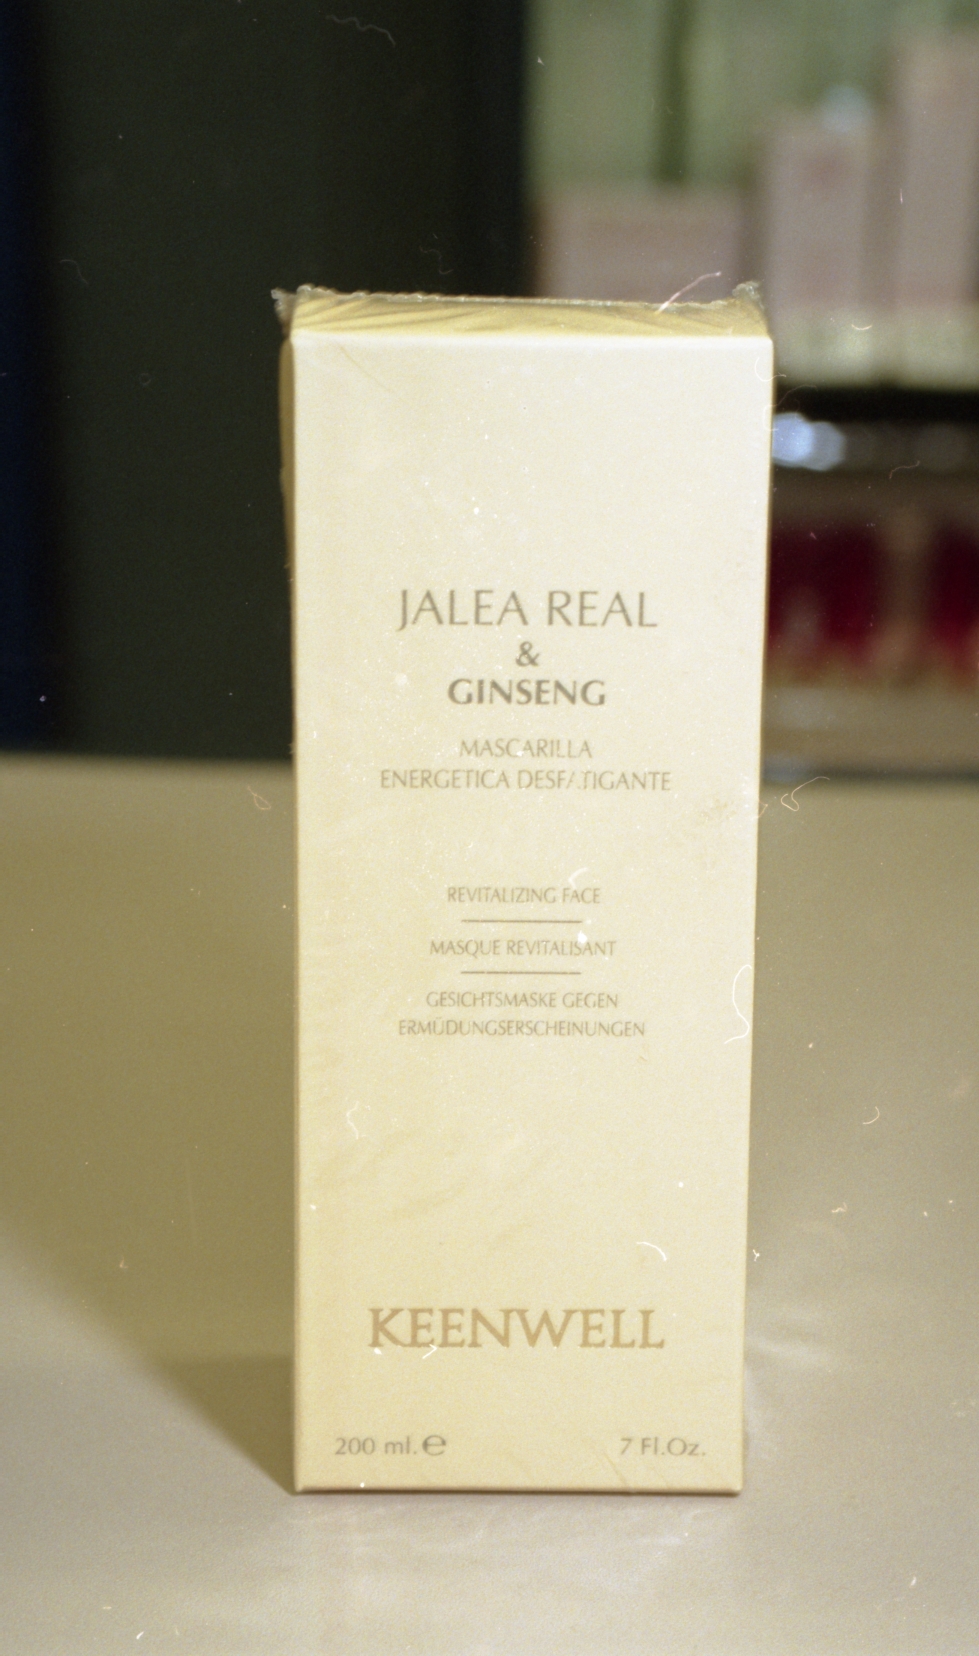 JALEA REAL
&
GINSENG
MASCARILLA
ENERGETICA DESFATIGANTE
REVITALIZING FACE
MASQUE REVITALISANT
GESICHTSMASKE GEGEN
ERMÜDUNGSERSCHEINUNGEN
KEENWELL
200 ml. ℮ 7 Fl.Oz.